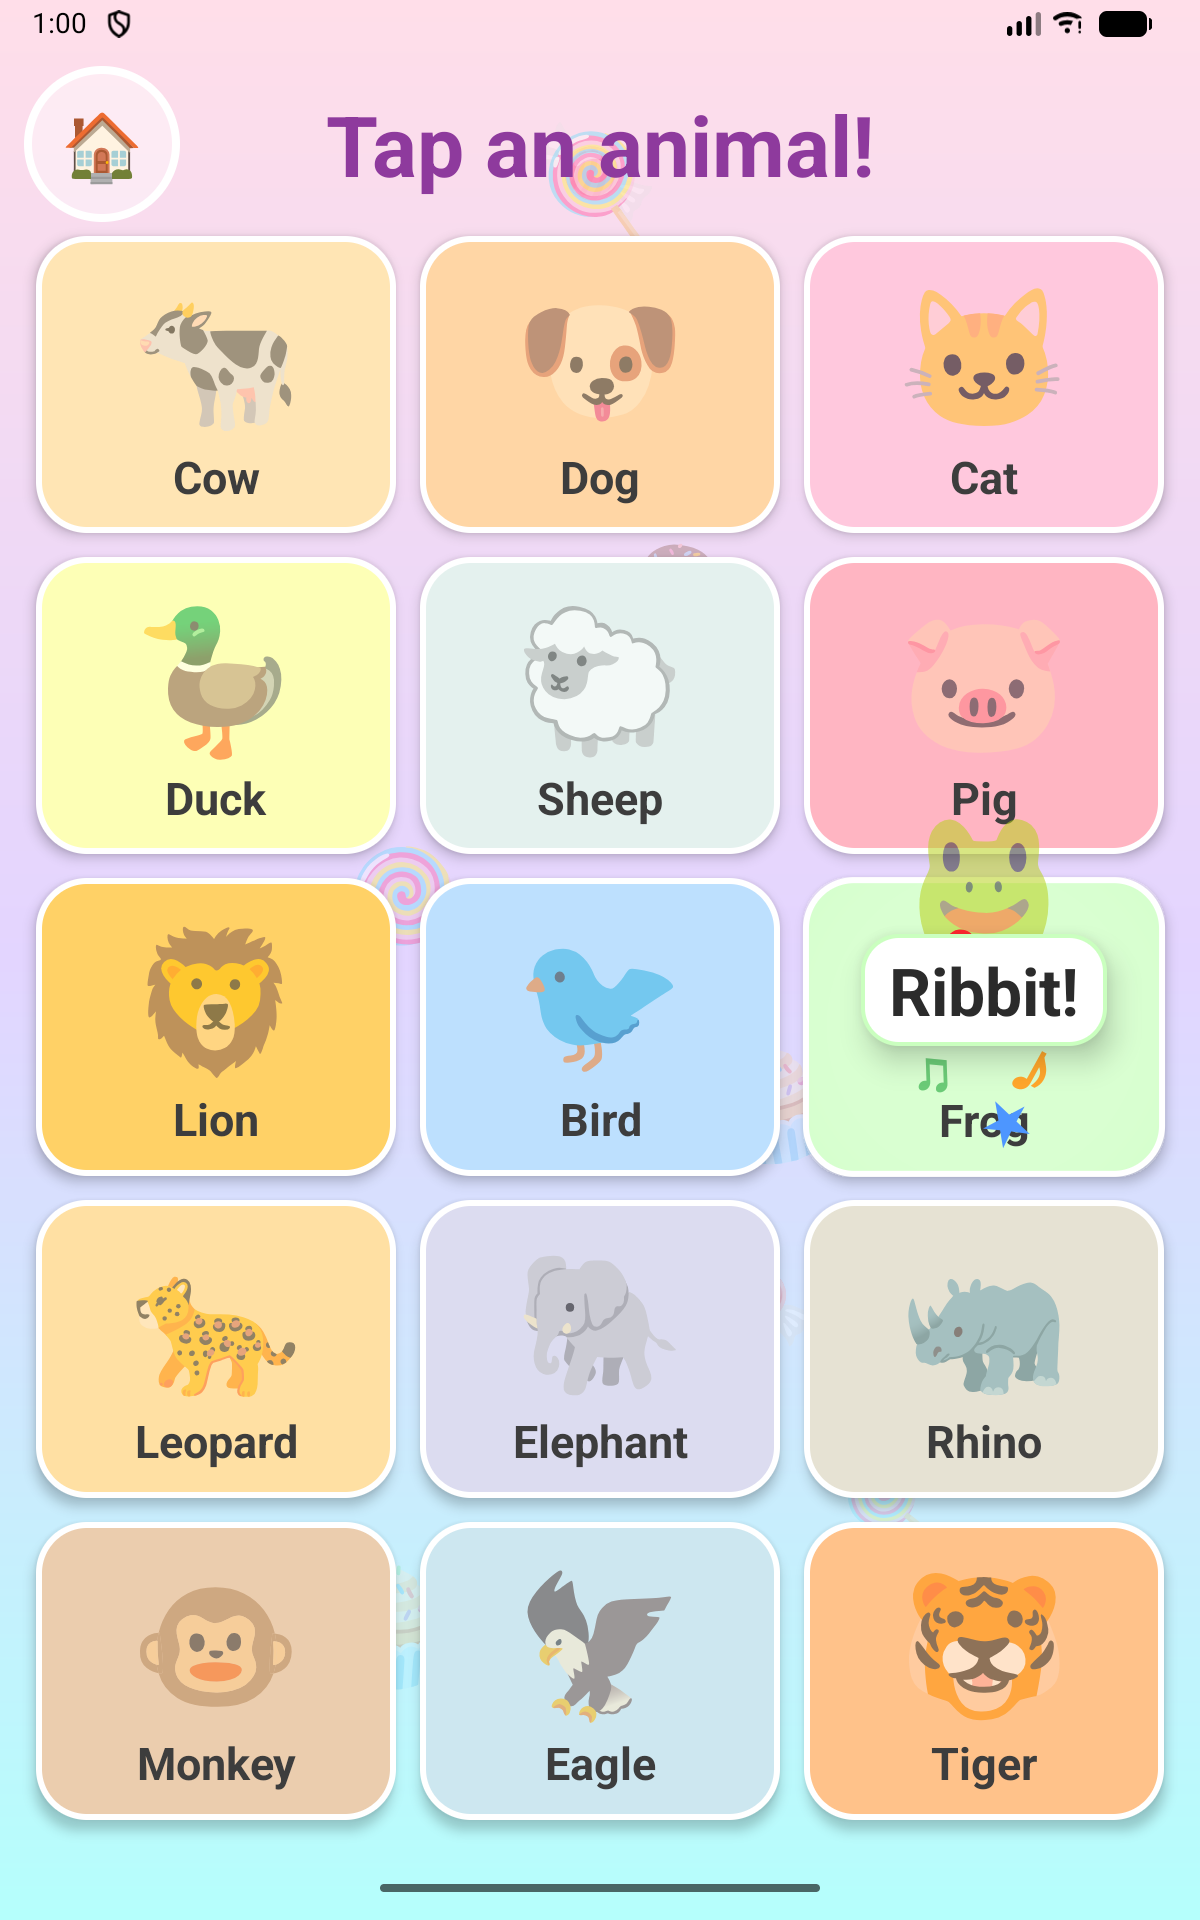 1:00
Tap an animal!
Cow
Dog
Cat
Duck
Sheep
Pig
Lion
Bird
Ribbit!
Frog
Leopard
Elephant
Rhino
Monkey
Eagle
Tiger